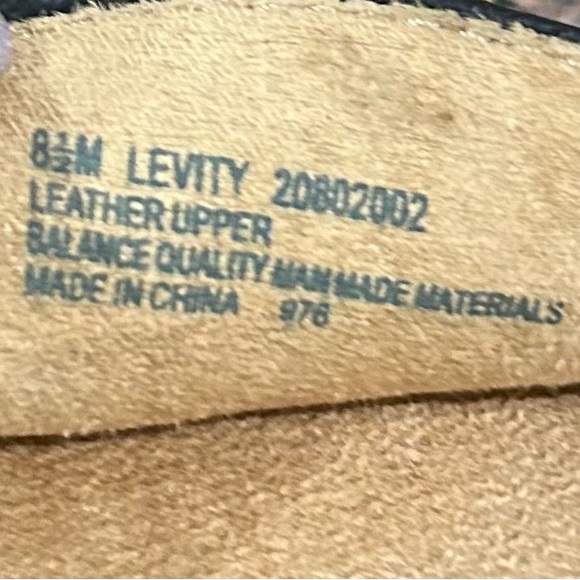 8½M LEVITY 20802002
LEATHER UPPER
BALANCE QUALITY MAN MADE MATERIALS
MADE IN CHINA 976